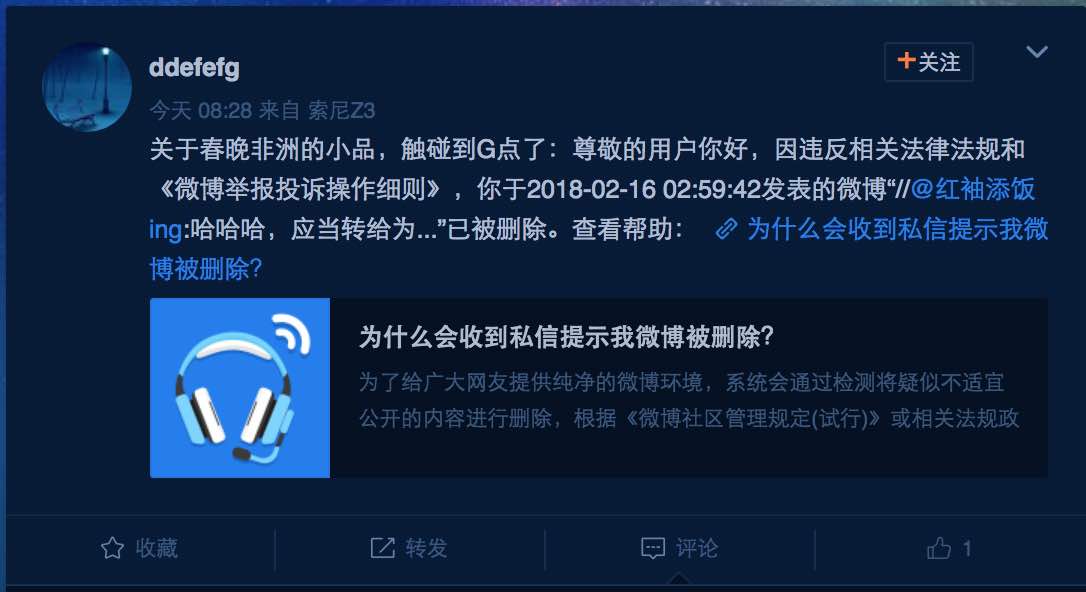 ddefefg
+关注
今天 08:28 来自 索尼Z3
关于春晚非洲的小品，触碰到G点了：尊敬的用户你好，因违反相关法律法规和
《微博举报投诉操作细则》，你于2018-02-16 02:59:42发表的微博“//@红袖添饭
ing:哈哈哈，应当转给为...”已被删除。查看帮助： 为什么会收到私信提示我微
博被删除？
为什么会收到私信提示我微博被删除？
为了给广大网友提供纯净的微博环境，系统会通过检测将疑似不适宜
公开的内容进行删除，根据《微博社区管理规定(试行)》或相关法规政
收藏
转发
评论
1